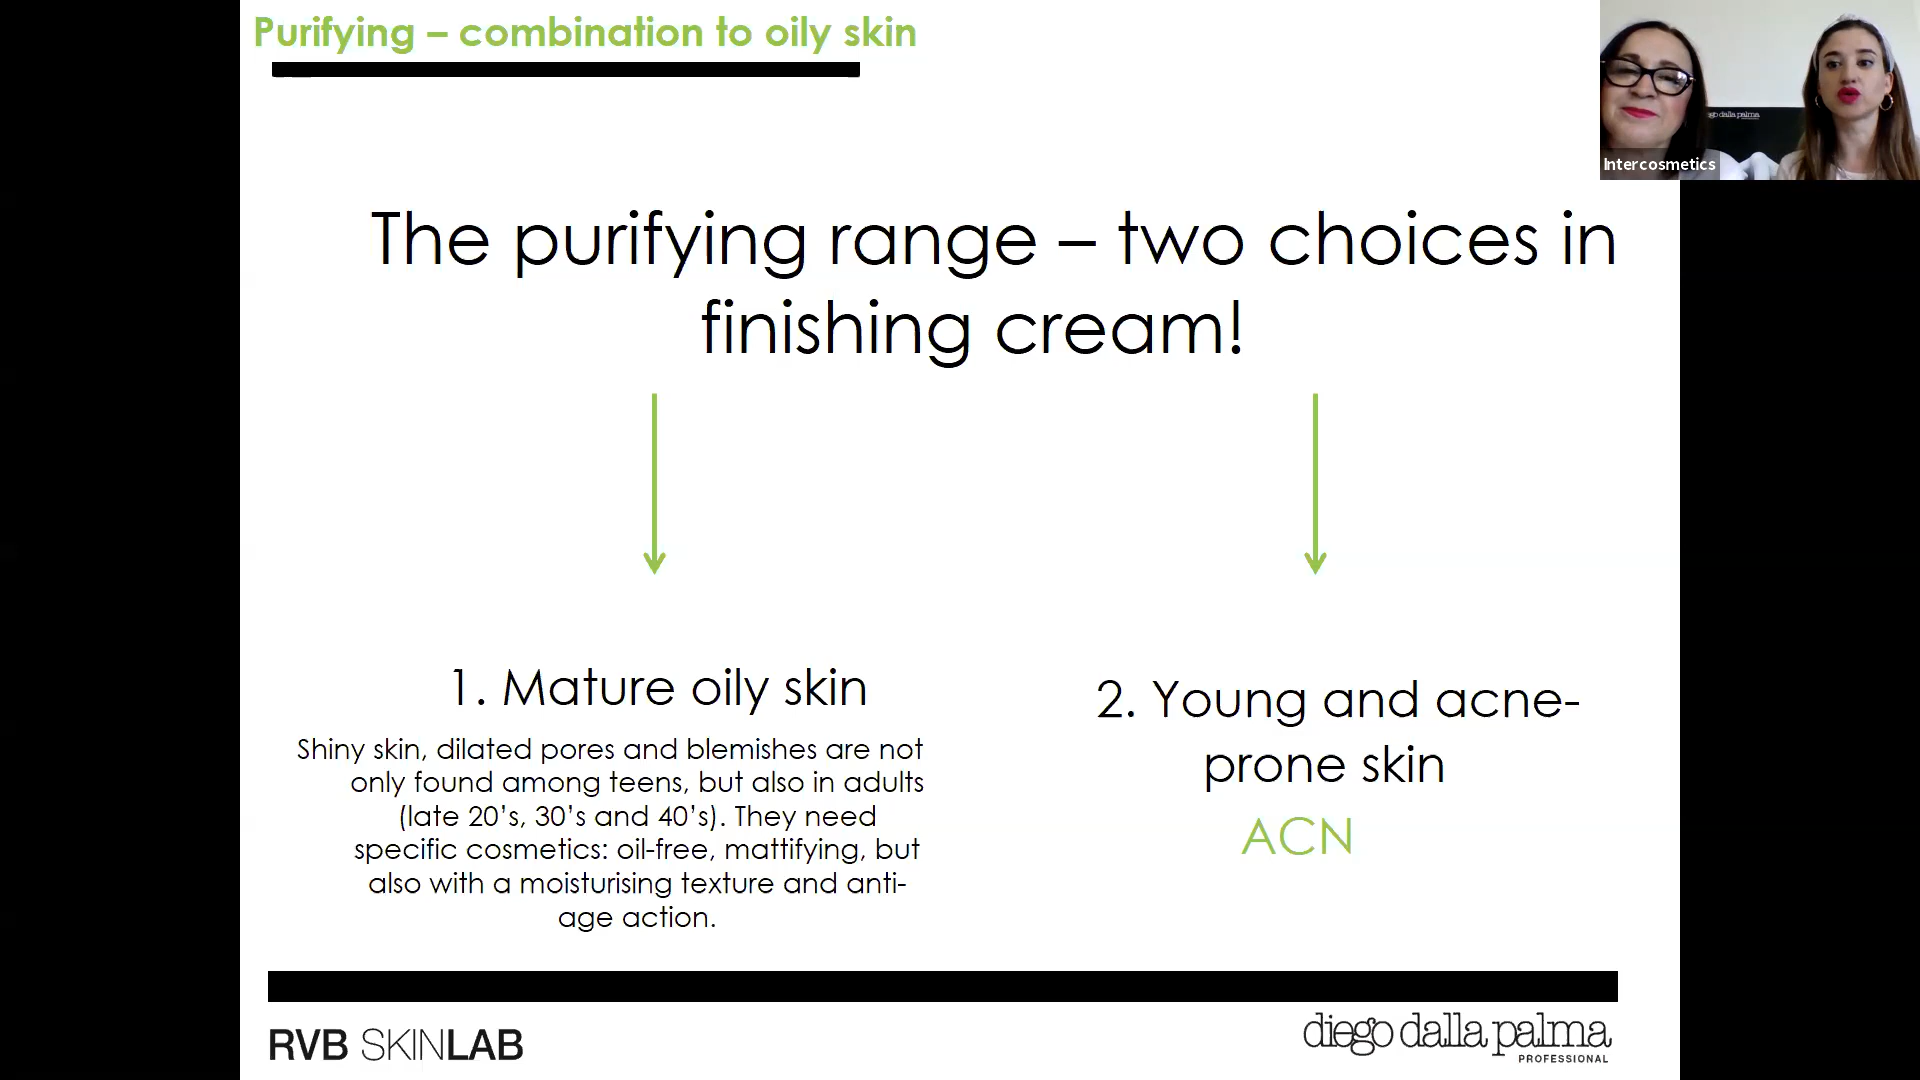 Purifying – combination to oily skin
go dalla palma
Intercosmetics
The purifying range – two choices in
finishing cream!
1. Mature oily skin
Shiny skin, dilated pores and blemishes are not
only found among teens, but also in adults
(late 20’s, 30’s and 40’s). They need
specific cosmetics: oil-free, mattifying, but
also with a moisturising texture and anti-
age action.
2. Young and acne-
prone skin
ACN
RVB SKINLAB
diego dalla palma
PROFESSIONAL